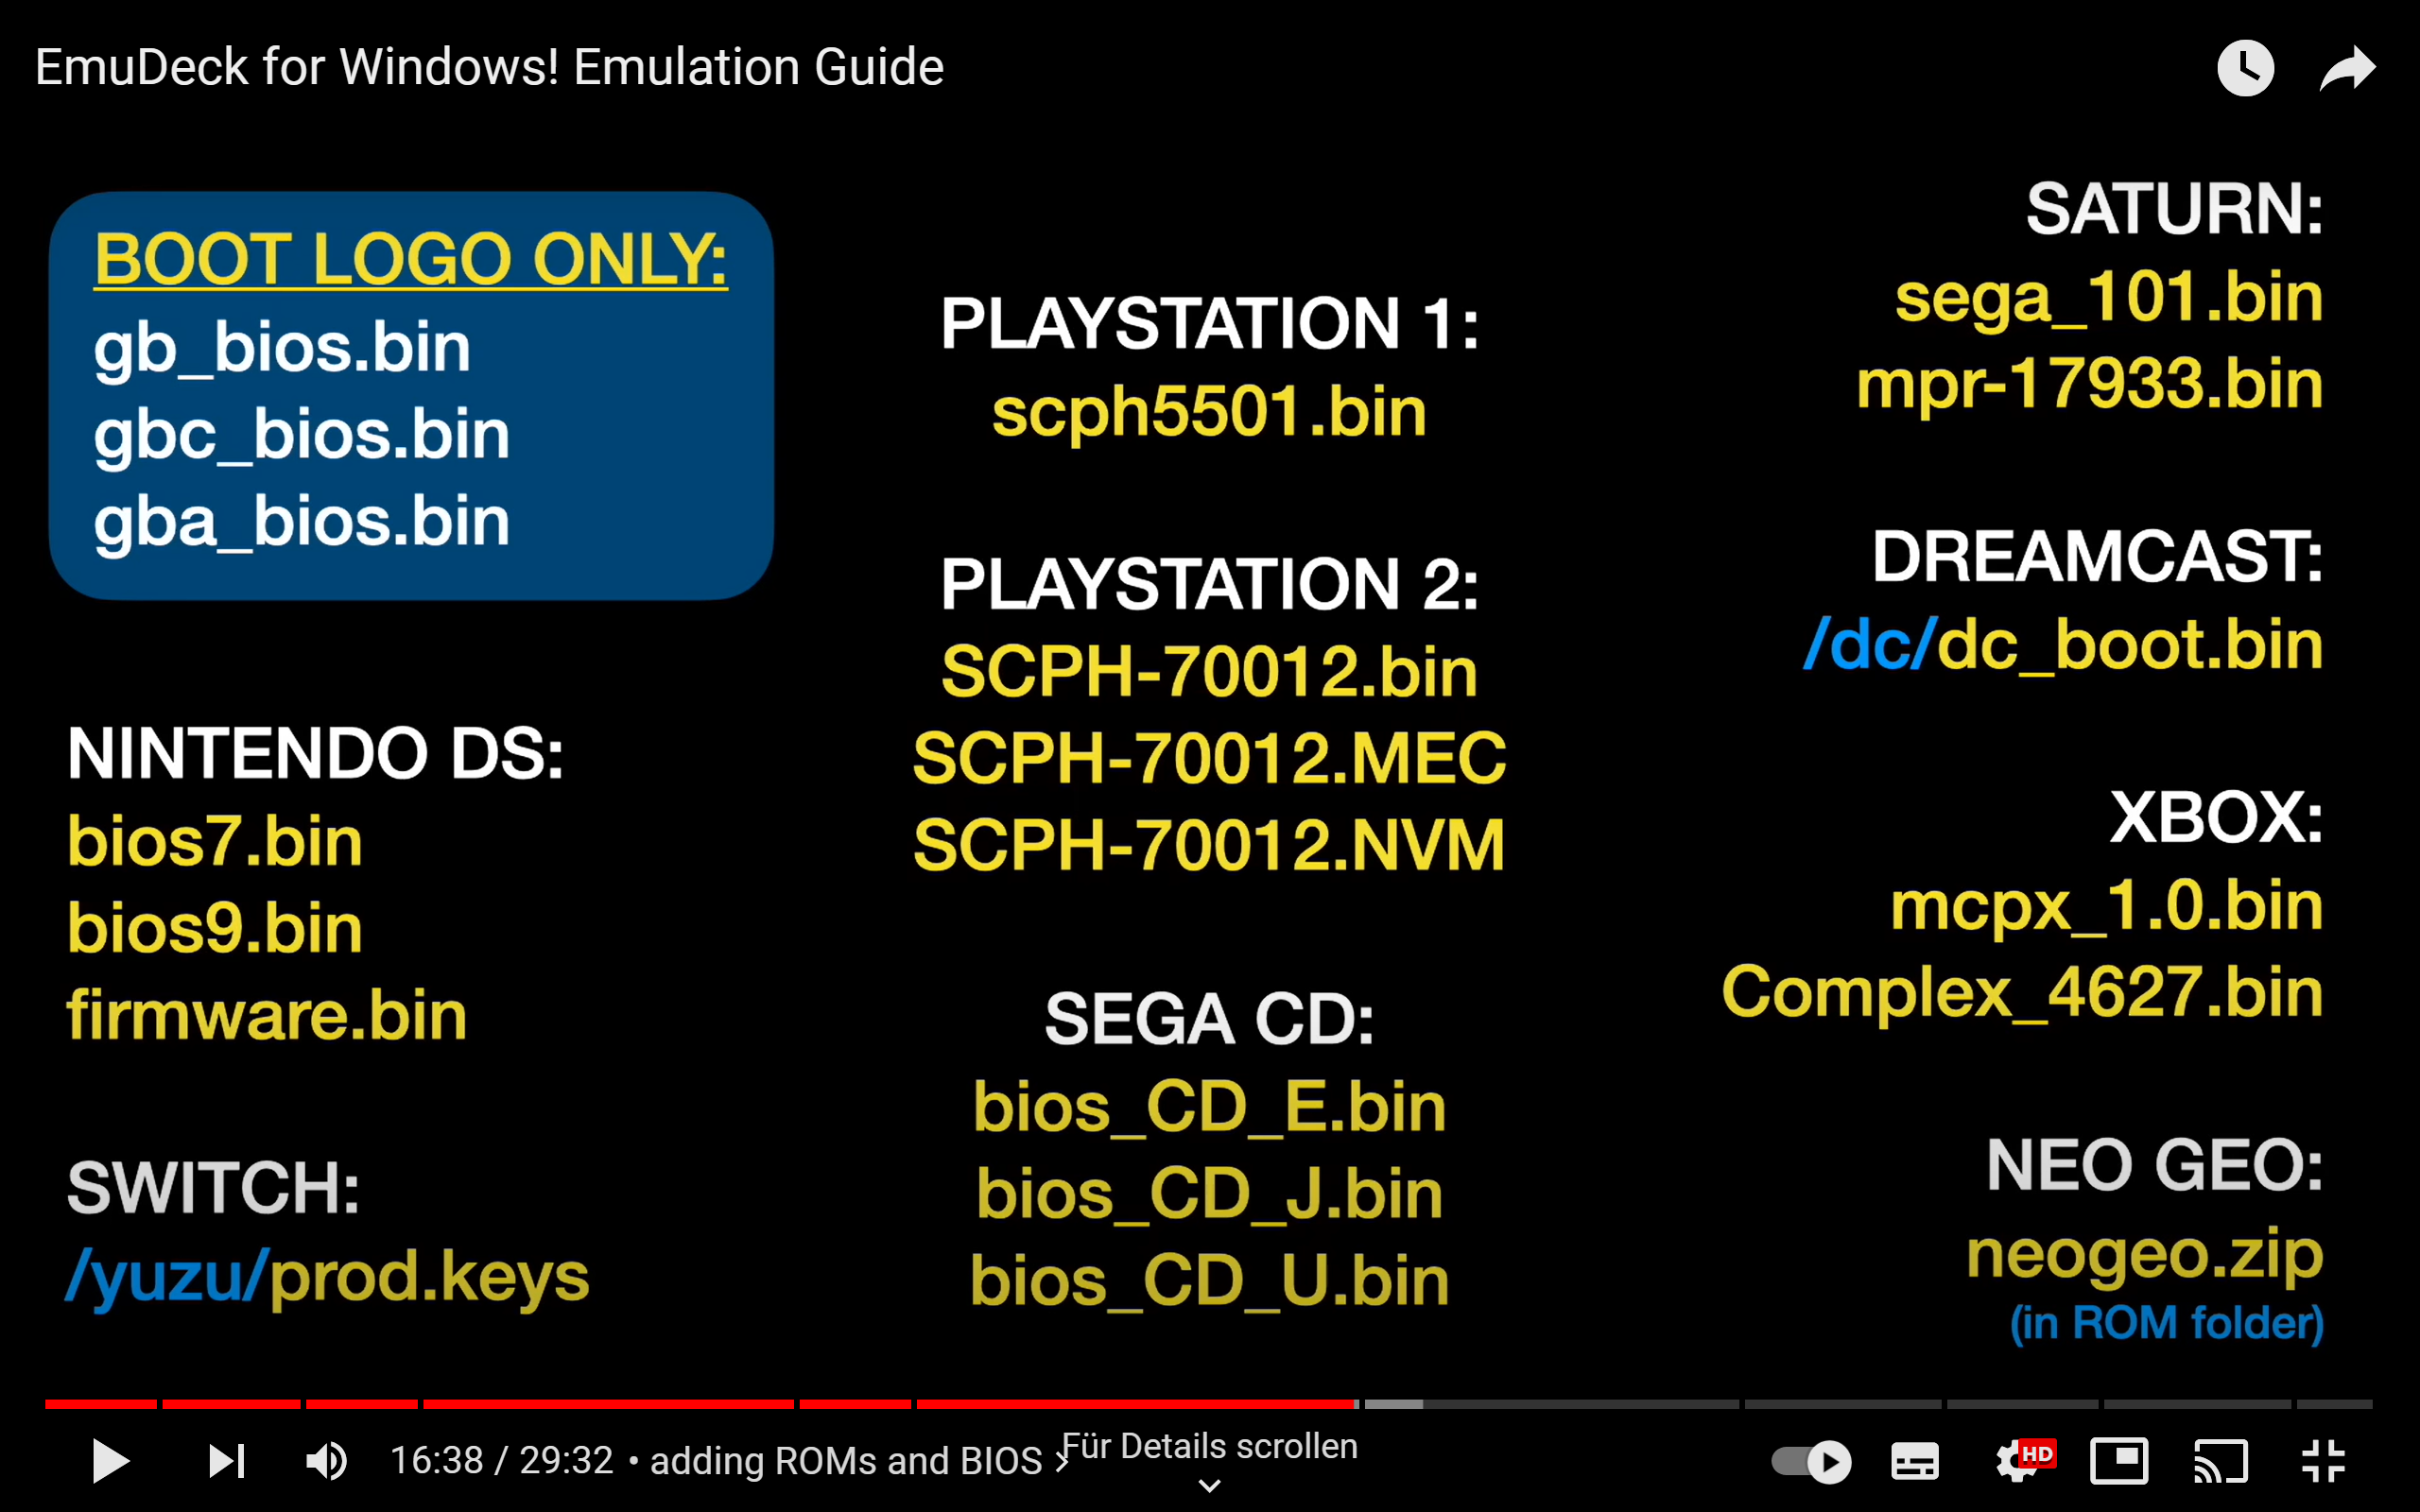 EmuDeck for Windows! Emulation Guide
BOOT LOGO ONLY:
gb_bios.bin
gbc_bios.bin
gba_bios.bin
NINTENDO DS:
bios7.bin
bios9.bin
firmware.bin
SWITCH:
/yuzu/prod.keys
PLAYSTATION 1:
scph5501.bin
PLAYSTATION 2:
SCPH-70012.bin
SCPH-70012.MEC
SCPH-70012.NVM
SEGA CD:
bios_CD_E.bin
bios_CD_J.bin
bios_CD_U.bin
SATURN:
sega_101.bin
mpr-17933.bin
DREAMCAST:
/dc/dc_boot.bin
XBOX:
mcpx_1.0.bin
Complex_4627.bin
NEO GEO:
neogeo.zip
(in ROM folder)
16:38 / 29:32 • adding ROMs and BIOS ›
Für Details scrollen
HD